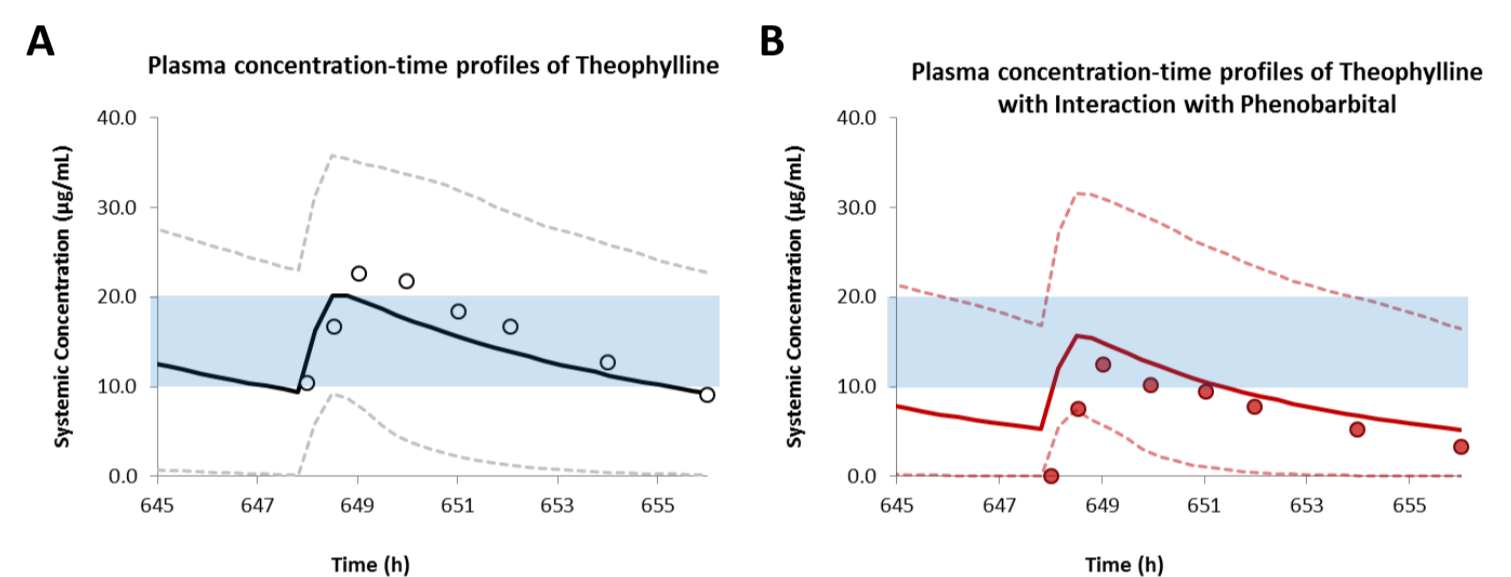 A
Plasma concentration-time profiles of Theophylline
Systemic Concentration (µg/mL)
40.0
30.0
20.0
10.0
0.0
645 647 649 651 653 655
Time (h)
B
Plasma concentration-time profiles of Theophylline
with Interaction with Phenobarbital
Systemic Concentration (µg/mL)
40.0
30.0
20.0
10.0
0.0
645 647 649 651 653 655
Time (h)